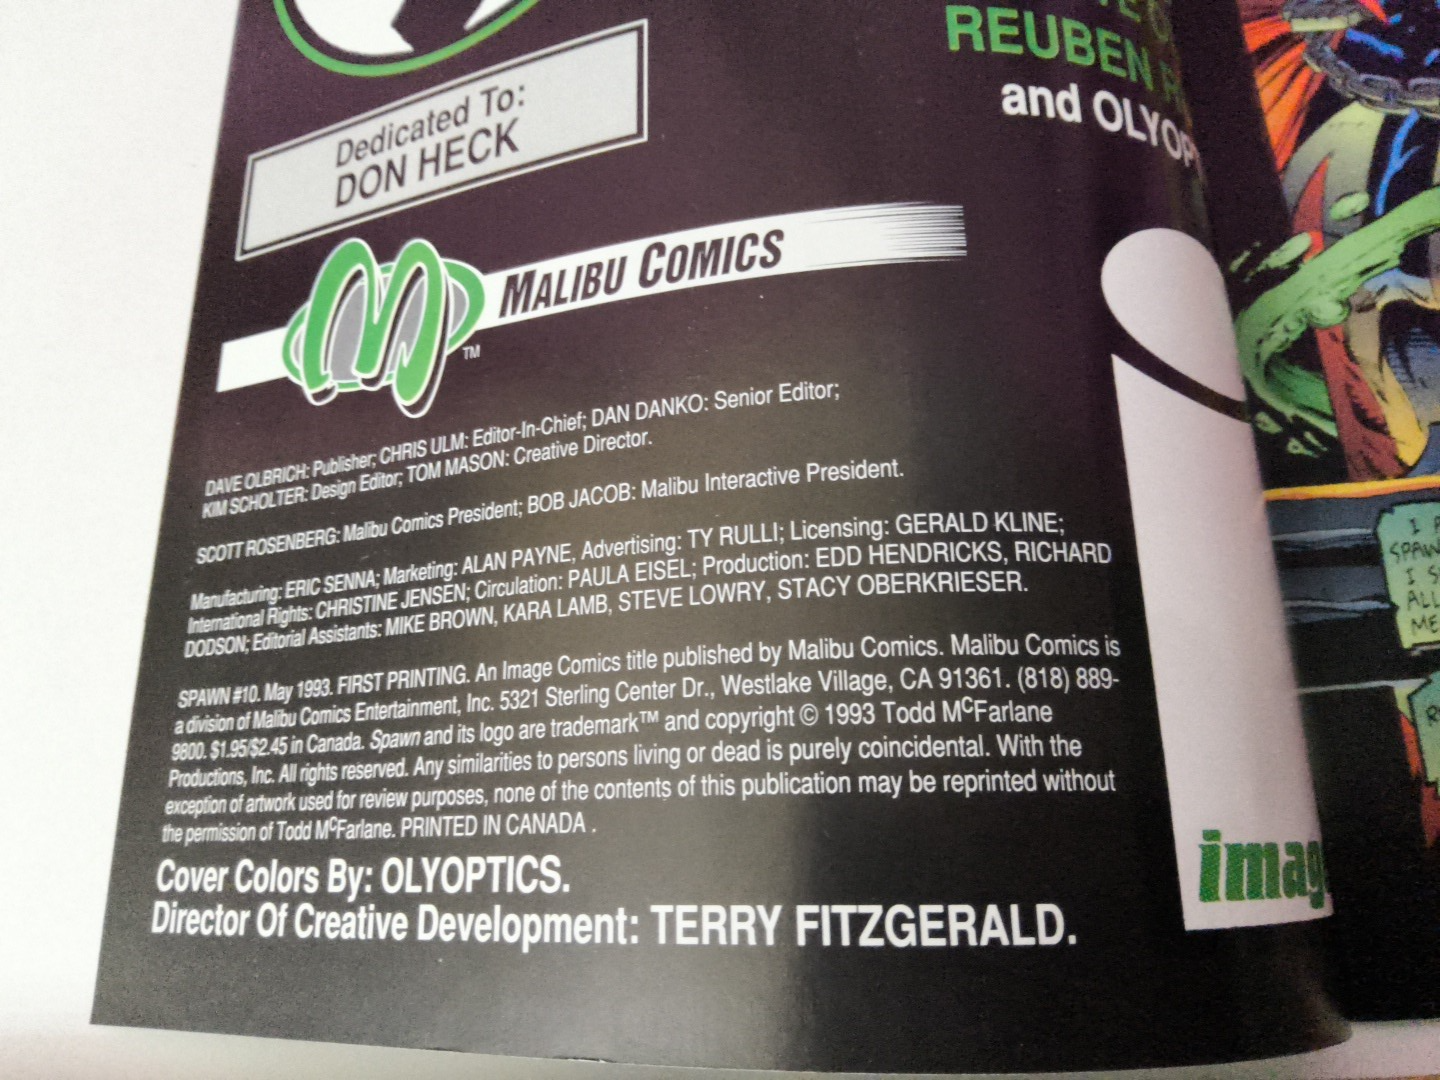 REUBEN
and OLYOP
Dedicated To:
DON HECK
MALIBU COMICS
TM
DAVE OLBRICH: Publisher; CHRIS ULM: Editor-In-Chief; DAN DANKO: Senior Editor;
KIM SCHOLTER: Design Editor; TOM MASON: Creative Director.
SCOTT ROSENBERG: Malibu Comics President; BOB JACOB: Malibu Interactive President.
Manufacturing: ERIC SENNA; Marketing: ALAN PAYNE, Advertising: TY RULLI; Licensing: GERALD KLINE;
International Rights: CHRISTINE JENSEN; Circulation: PAULA EISEL; Production: EDD HENDRICKS, RICHARD
DODSON; Editorial Assistants: MIKE BROWN, KARA LAMB, STEVE LOWRY, STACY OBERKRIESER.
SPAWN #10. May 1993. FIRST PRINTING. An Image Comics title published by Malibu Comics. Malibu Comics is
a division of Malibu Comics Entertainment, Inc. 5321 Sterling Center Dr., Westlake Village, CA 91361. (818) 889-
9800. $1.95/$2.45 in Canada. Spawn and its logo are trademark™ and copyright © 1993 Todd McFarlane
Productions, Inc. All rights reserved. Any similarities to persons living or dead is purely coincidental. With the
exception of artwork used for review purposes, none of the contents of this publication may be reprinted without
the permission of Todd McFarlane. PRINTED IN CANADA .
Cover Colors By: OLYOPTICS.
Director Of Creative Development: TERRY FITZGERALD.
i
imag
I
SPAW
I S
ALL
ME